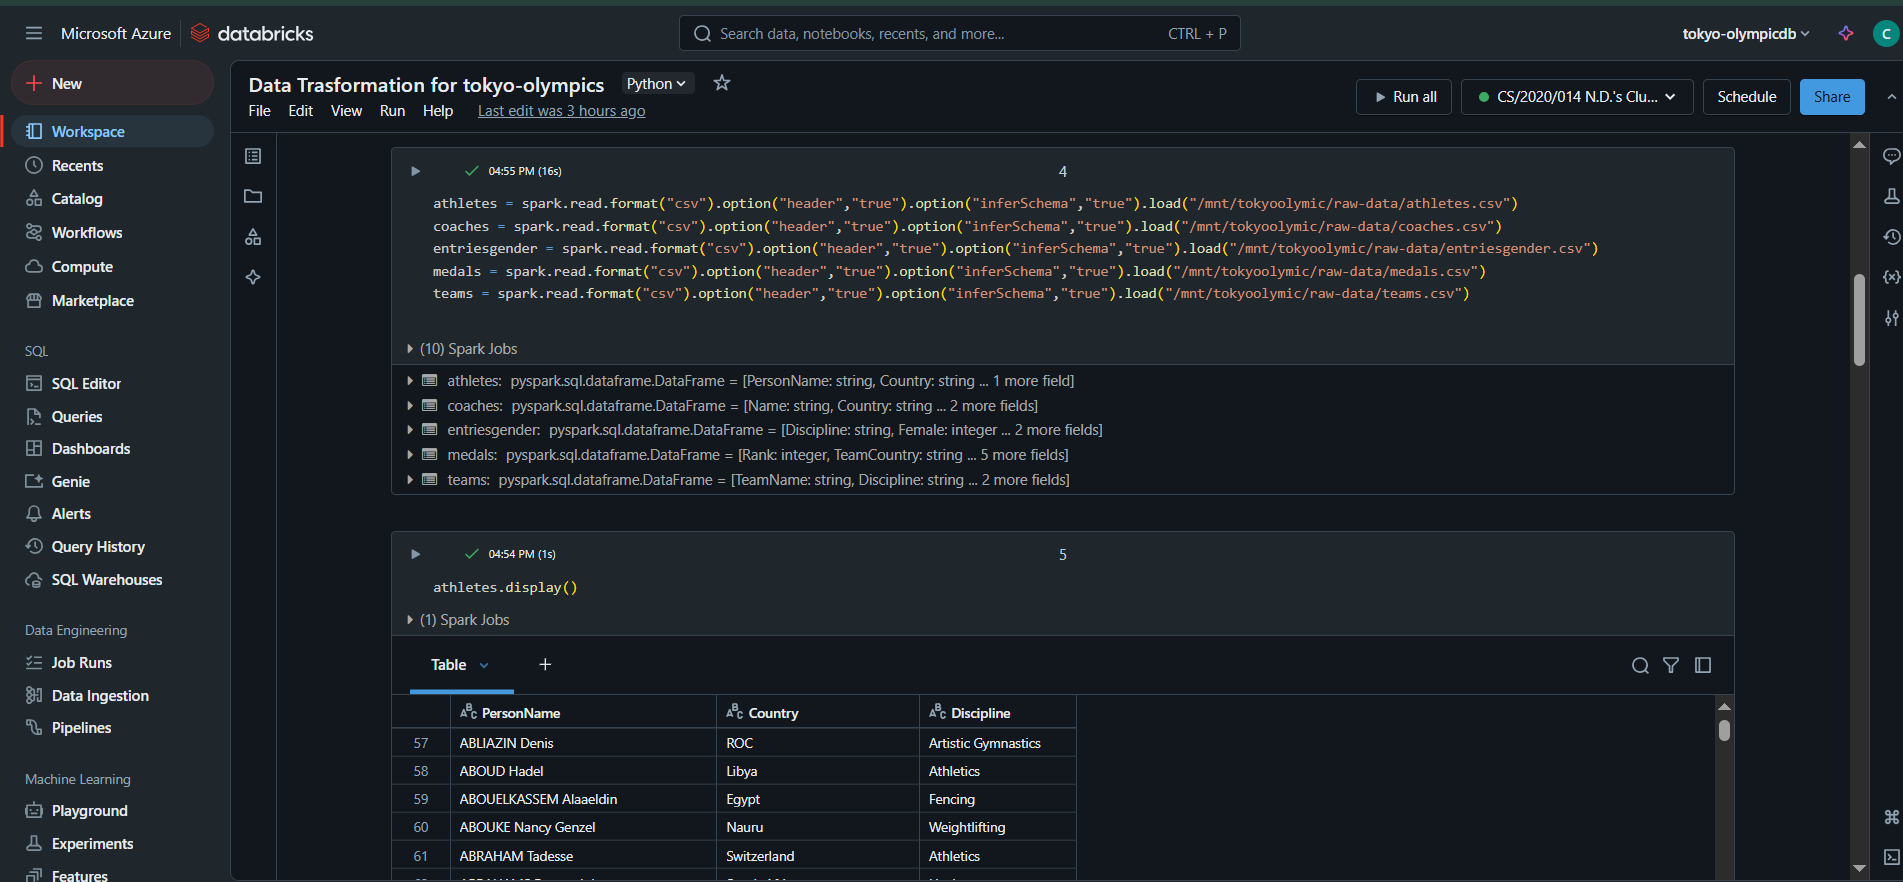 Microsoft Azure databricks
Search data, notebooks, recents, and more... CTRL + P
tokyo-olympicdb
C
New
Workspace
Recents
Catalog
Workflows
Compute
Marketplace
SQL
SQL Editor
Queries
Dashboards
Genie
Alerts
Query History
SQL Warehouses
Data Engineering
Job Runs
Data Ingestion
Pipelines
Machine Learning
Playground
Experiments
Features
Data Trasformation for tokyo-olympics Python
File Edit View Run Help Last edit was 3 hours ago
Run all CS/2020/014 N.D.'s Clu... Schedule Share
04:55 PM (16s) 4
athletes = spark.read.format("csv").option("header","true").option("inferSchema","true").load("/mnt/tokyoolymic/raw-data/athletes.csv")
coaches = spark.read.format("csv").option("header","true").option("inferSchema","true").load("/mnt/tokyoolymic/raw-data/coaches.csv")
entriesgender = spark.read.format("csv").option("header","true").option("inferSchema","true").load("/mnt/tokyoolymic/raw-data/entriesgender.csv")
medals = spark.read.format("csv").option("header","true").option("inferSchema","true").load("/mnt/tokyoolymic/raw-data/medals.csv")
teams = spark.read.format("csv").option("header","true").option("inferSchema","true").load("/mnt/tokyoolymic/raw-data/teams.csv")
(10) Spark Jobs
athletes: pyspark.sql.dataframe.DataFrame = [PersonName: string, Country: string ... 1 more field]
coaches: pyspark.sql.dataframe.DataFrame = [Name: string, Country: string ... 2 more fields]
entriesgender: pyspark.sql.dataframe.DataFrame = [Discipline: string, Female: integer ... 2 more fields]
medals: pyspark.sql.dataframe.DataFrame = [Rank: integer, TeamCountry: string ... 5 more fields]
teams: pyspark.sql.dataframe.DataFrame = [TeamName: string, Discipline: string ... 2 more fields]
04:54 PM (1s) 5
athletes.display()
(1) Spark Jobs
Table
ABC PersonName ABC Country ABC Discipline
57 ABLIAZIN Denis ROC Artistic Gymnastics
58 ABOUD Hadel Libya Athletics
59 ABOUELKASSEM Alaaeldin Egypt Fencing
60 ABOUKE Nancy Genzel Nauru Weightlifting
61 ABRAHAM Tadesse Switzerland Athletics